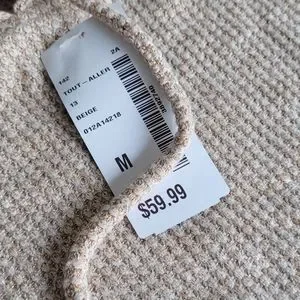 142 2A
TOUT-ALLER
13
BEIGE
012A14218
M
$59.99